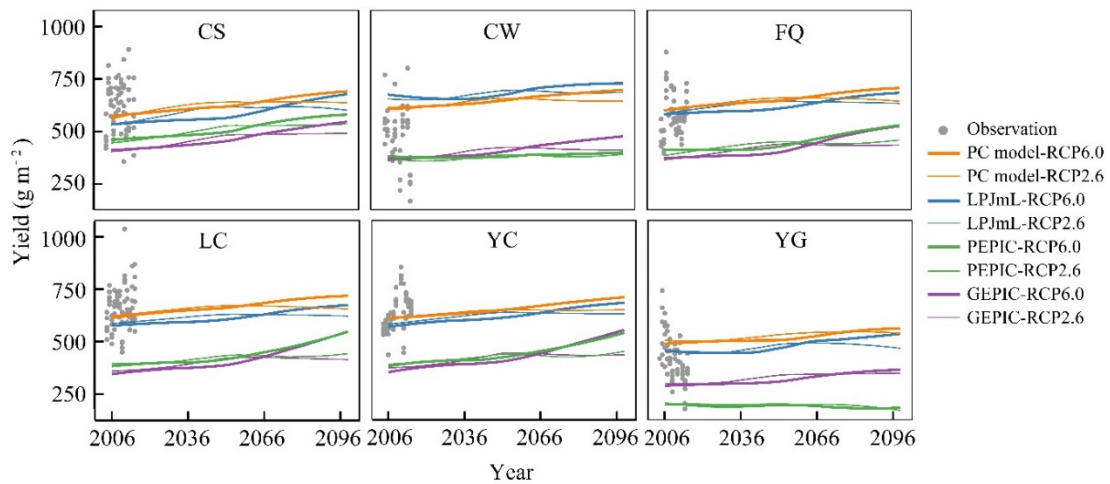 CS
CW
FQ
1000
750
500
250
LC
YC
YG
1000
750
500
250
Yield (g m⁻²)
2006 2036 2066 2096
2006 2036 2066 2096
2006 2036 2066 2096
Year
Observation
PC model-RCP6.0
PC model-RCP2.6
LPJmL-RCP6.0
LPJmL-RCP2.6
PEPIC-RCP6.0
PEPIC-RCP2.6
GEPIC-RCP6.0
GEPIC-RCP2.6